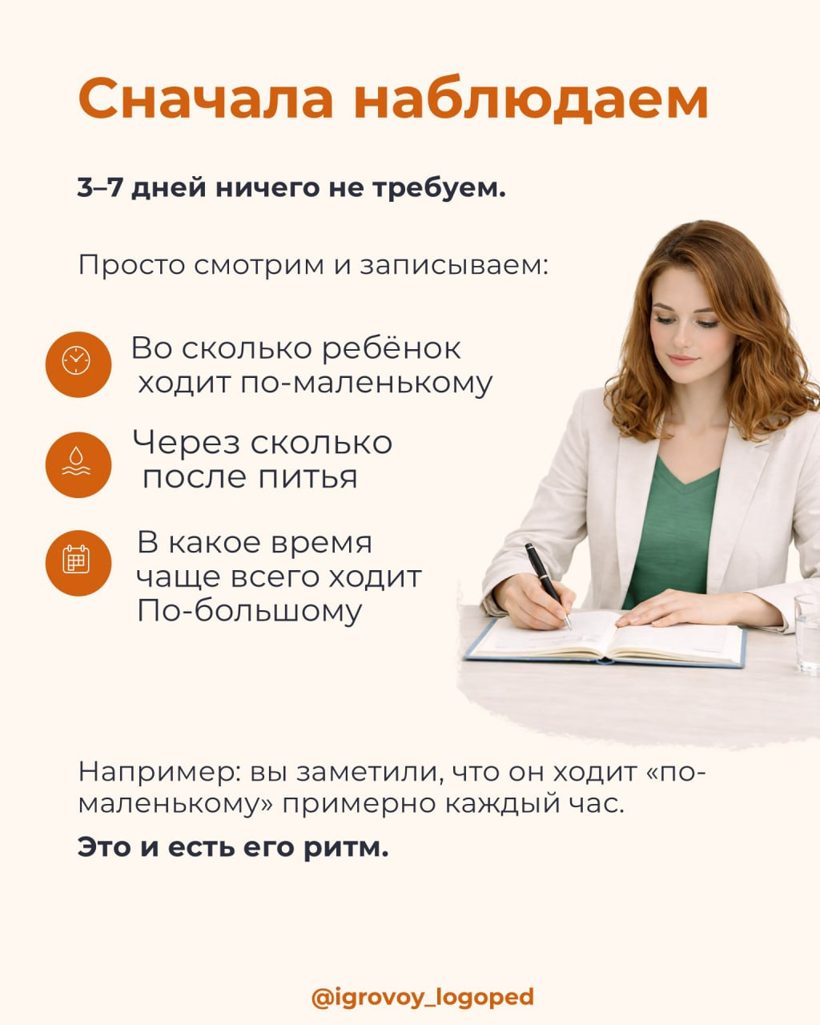 Сначала наблюдаем
3–7 дней ничего не требуем.
Просто смотрим и записываем:
Во сколько ребёнок
ходит по-маленькому
Через сколько
после питья
В какое время
чаще всего ходит
По-большому
Например: вы заметили, что он ходит «по-
маленькому» примерно каждый час.
Это и есть его ритм.
@igrovoy_logoped